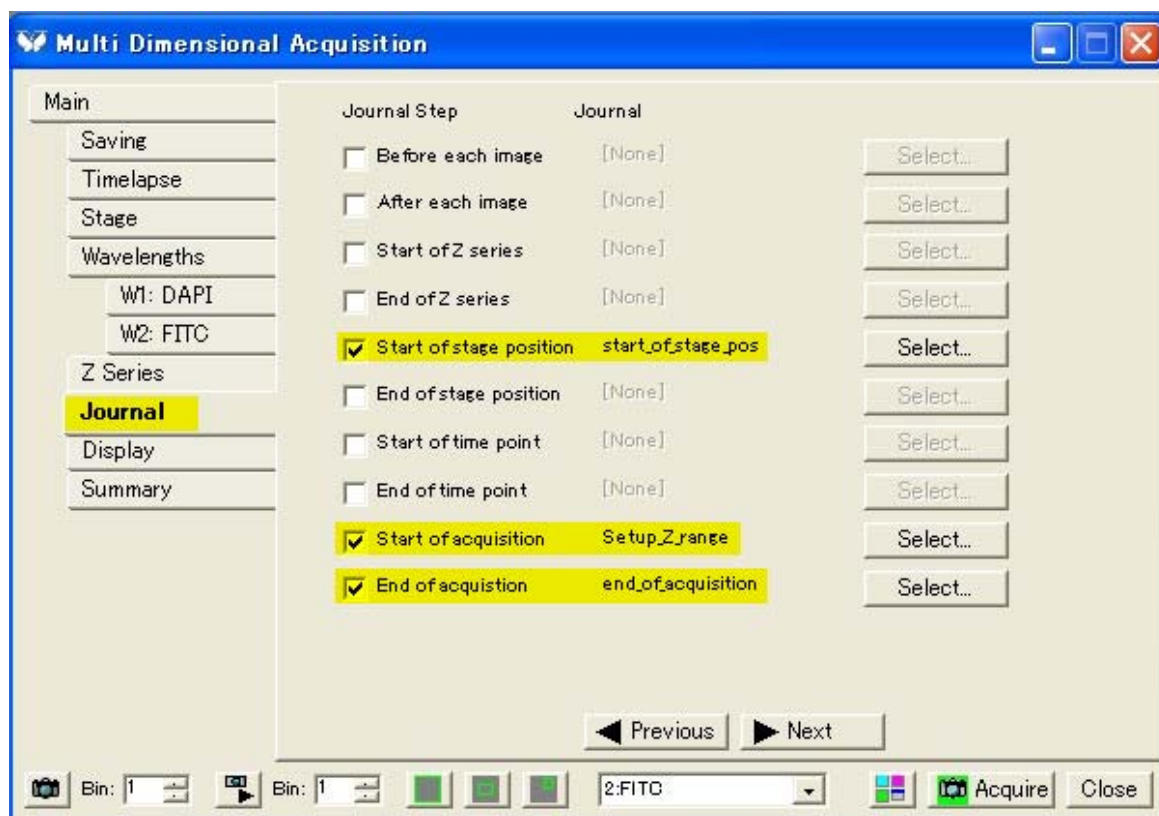 Multi Dimensional Acquisition
Main
Saving
Timelapse
Stage
Wavelengths
W1: DAPI
W2: FITC
Z Series
Journal
Display
Summary
Journal Step Journal
Before each image [None] Select...
After each image [None] Select...
Start of Z series [None] Select...
End of Z series [None] Select...
Start of stage position start_of_stage_pos Select...
End of stage position [None] Select...
Start of time point [None] Select...
End of time point [None] Select...
Start of acquisition Setup_Z_range Select...
End of acquistion end_of_acquisition Select...
Previous Next
Bin: 1 Bin: 1 2:FITC Acquire Close